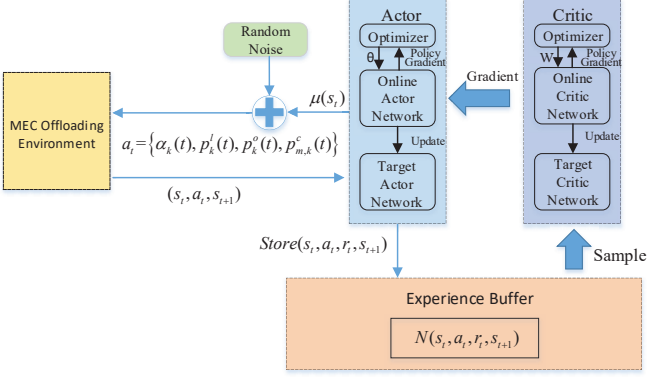 Random
Noise
Actor
Optimizer
θ
Policy
Gradient
Online
Actor
Network
Update
Target
Actor
Network
Critic
Optimizer
W
Policy
Gradient
Online
Critic
Network
Update
Target
Critic
Network
Gradient
μ(s_t)
MEC Offloading
Environment
a_t={α_k(t), p_k^l(t), p_k^o(t), p_{m,k}^c(t)}
(s_t, a_t, s_{t+1})
Store(s_t, a_t, r_t, s_{t+1})
Sample
Experience Buffer
N(s_t, a_t, r_t, s_{t+1})